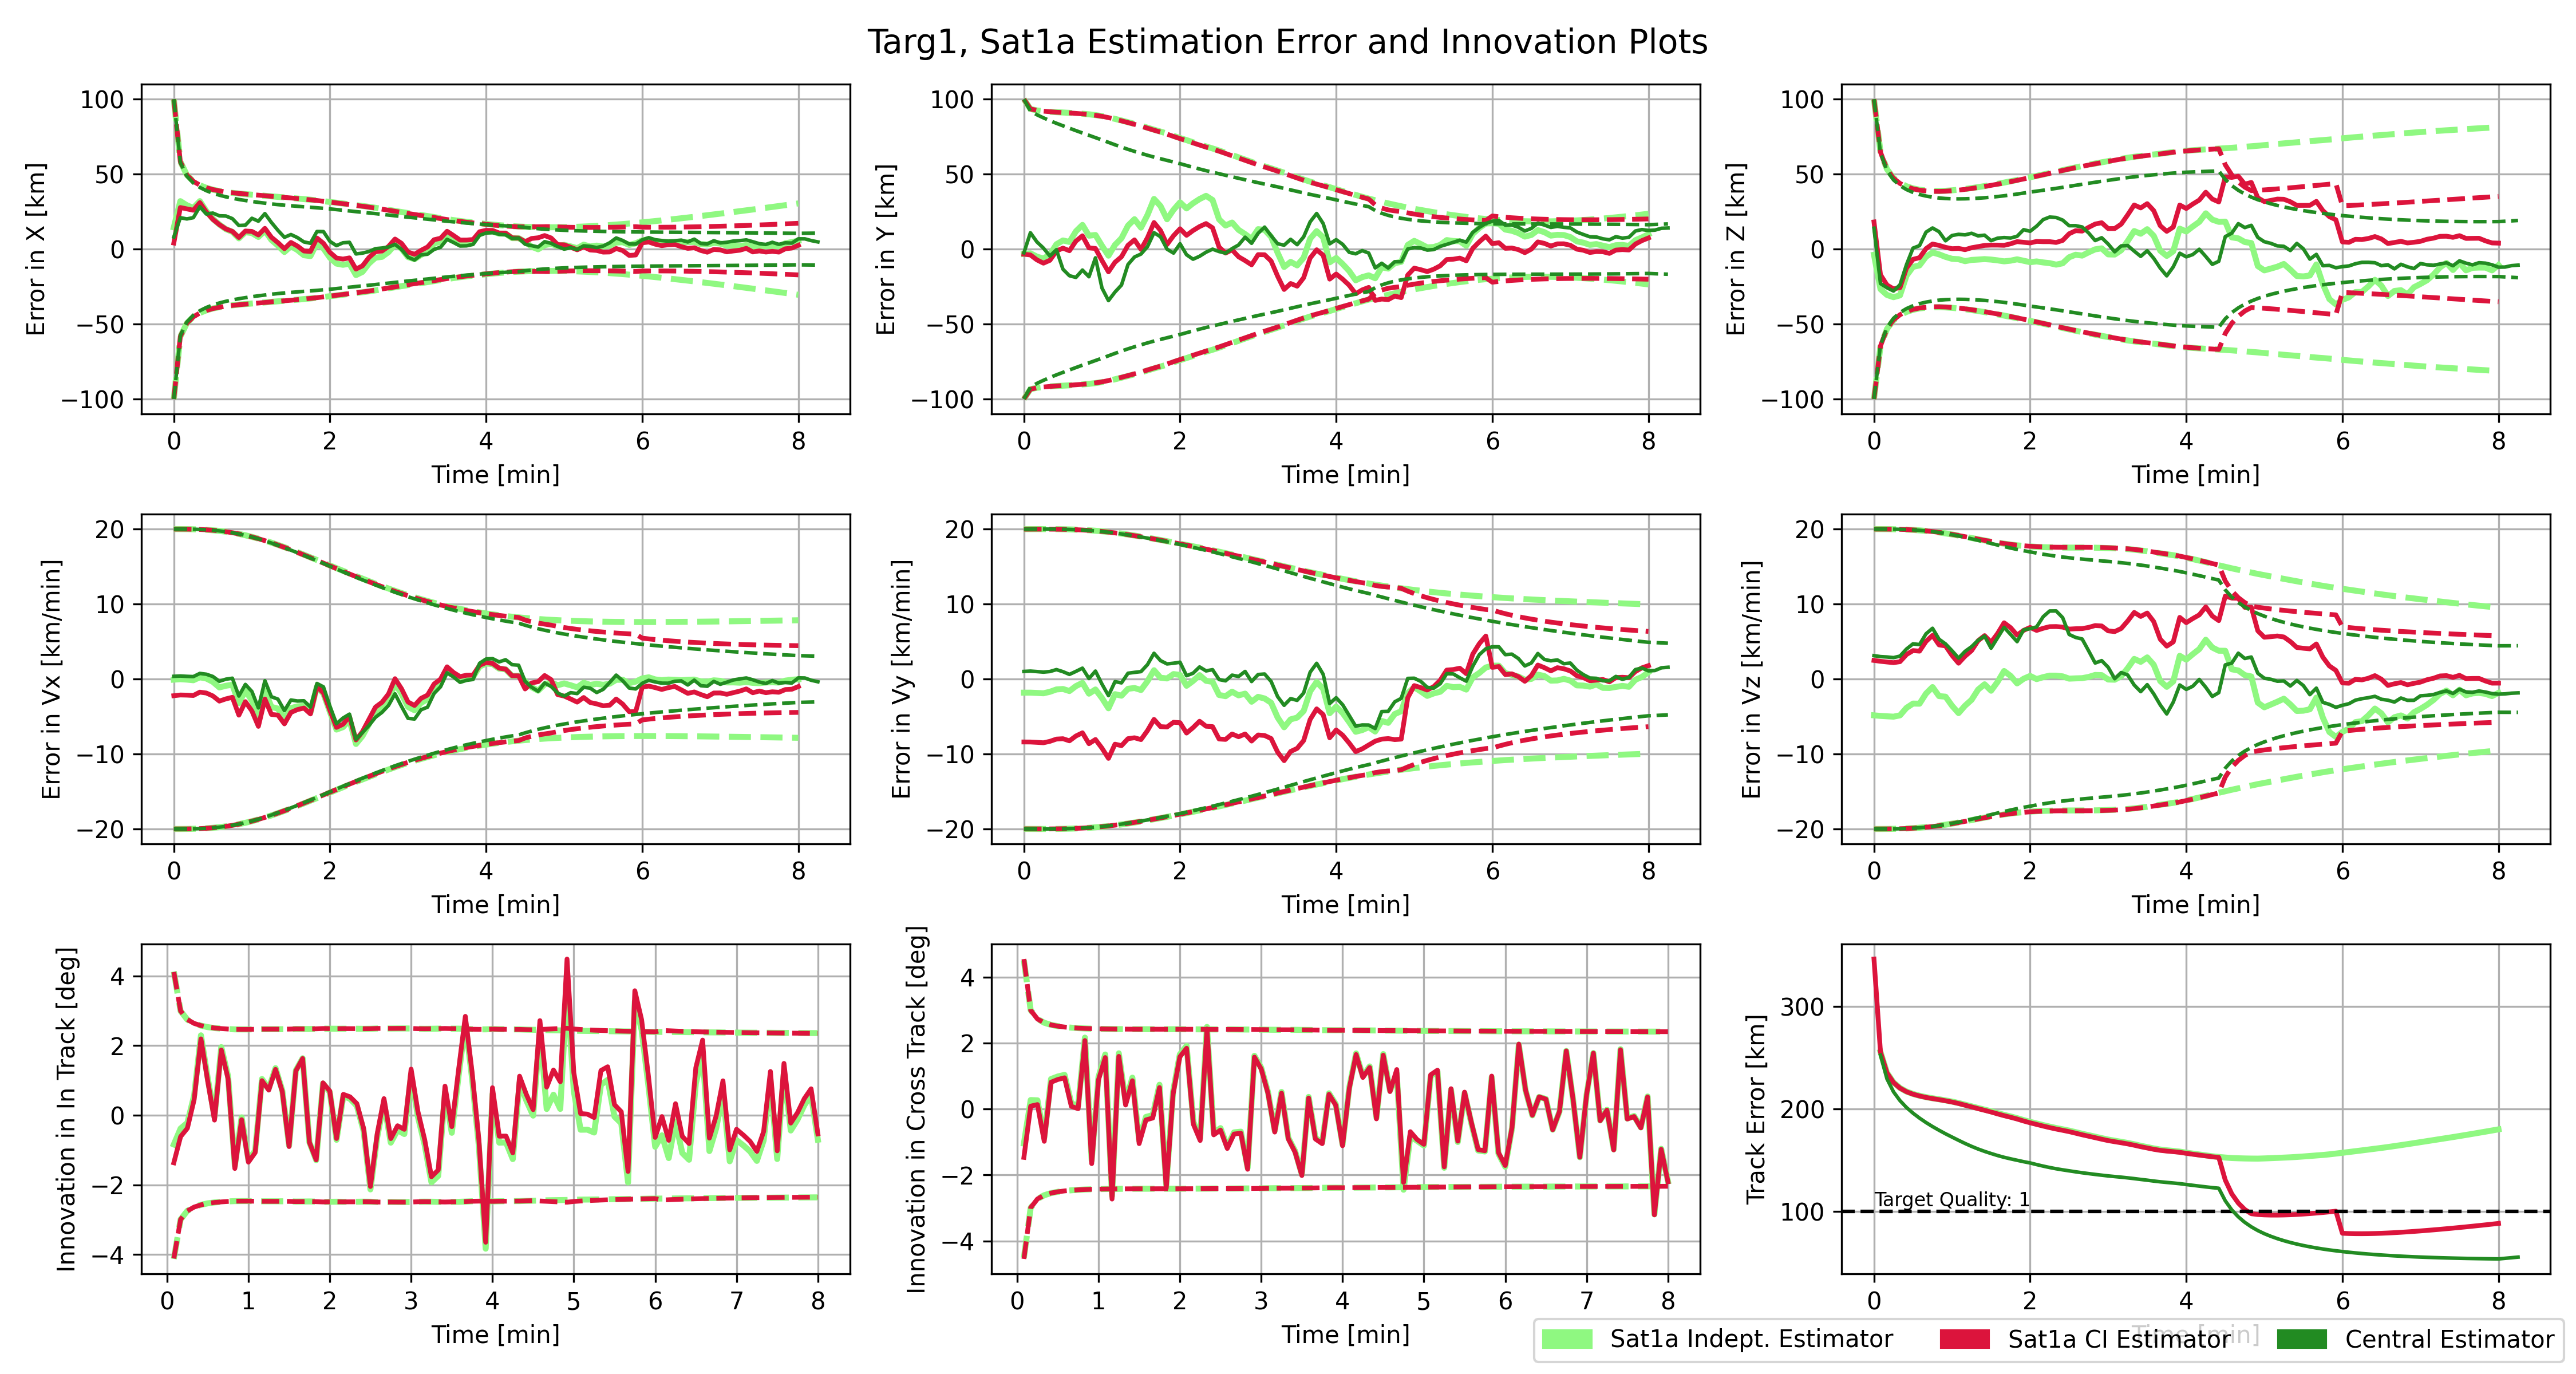 Targ1, Sat1a Estimation Error and Innovation Plots
Error in X [km]
100
50
0
−50
−100
0 2 4 6 8
Time [min]
Error in Y [km]
100
50
0
−50
−100
0 2 4 6 8
Time [min]
Error in Z [km]
100
50
0
−50
−100
0 2 4 6 8
Time [min]
Error in Vx [km/min]
20
10
0
−10
−20
0 2 4 6 8
Time [min]
Error in Vy [km/min]
20
10
0
−10
−20
0 2 4 6 8
Time [min]
Error in Vz [km/min]
20
10
0
−10
−20
0 2 4 6 8
Time [min]
Innovation in In Track [deg]
4
2
0
−2
−4
0 1 2 3 4 5 6 7 8
Time [min]
Innovation in Cross Track [deg]
4
2
0
−2
−4
0 1 2 3 4 5 6 7 8
Time [min]
Track Error [km]
300
200
100
Target Quality: 1
0 2 4 6 8
Time [min]
Sat1a Indept. Estimator Sat1a CI Estimator Central Estimator